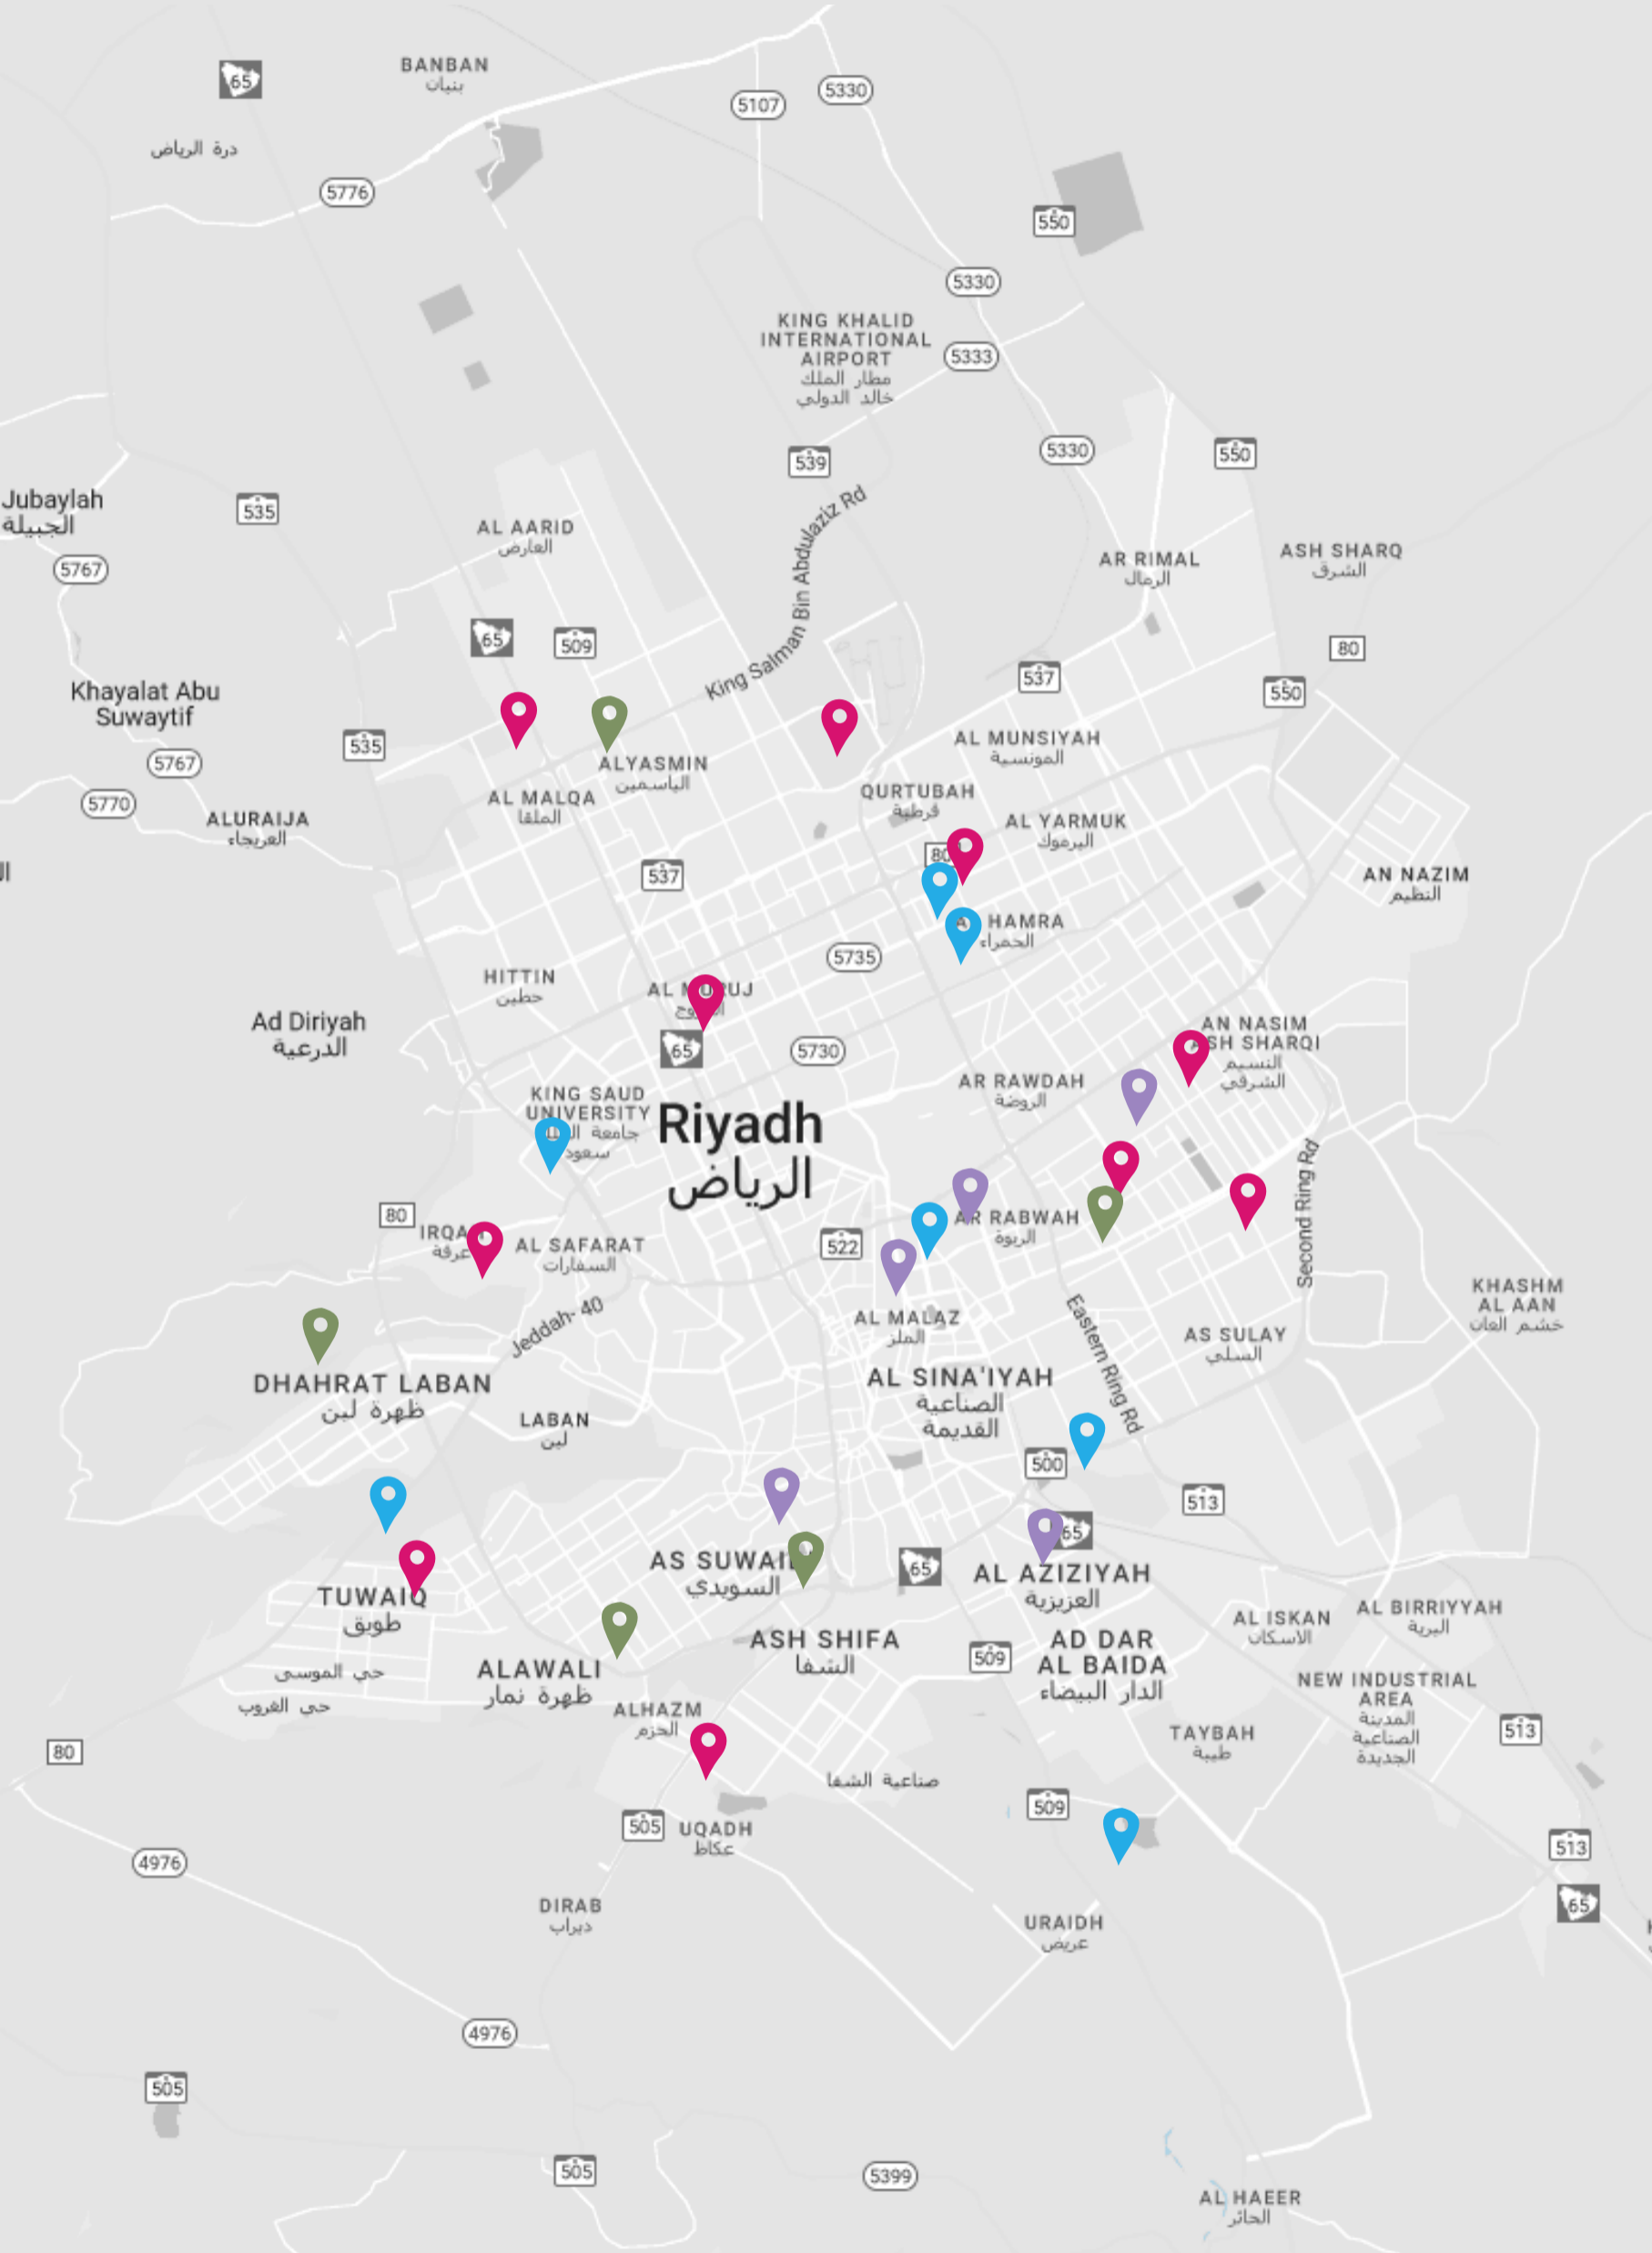 BANBAN
بنبان
65
5330
5107
درة الرياض
5776
550
5330
KING KHALID
INTERNATIONAL
AIRPORT
مطار الملك
خالد الدولي
5333
539
5330
550
Jubaylah
الجبيلة
535
King Salman Bin Abdulaziz Rd
AL AARID
العارض
AR RIMAL
الرمال
ASH SHARQ
الشرق
5767
65
509
80
537
550
Khayalat Abu
Suwaytif
535
AL MUNSIYAH
المونسية
5767
ALYASMIN
الياسمين
AL MALQA
الملقا
QURTUBAH
قرطبة
5770
ALURAIJA
العريجاء
AL YARMUK
اليرموك
80
537
AN NAZIM
النظيم
HAMRA
الحمراء
5735
HITTIN
حطين
AL MURUJ
Ad Diriyah
الدرعية
65
5730
AN NASIM
ASH SHARQI
النسيم
الشرقي
AR RAWDAH
الروضة
KING SAUD
UNIVERSITY
جامعة
سعود
Riyadh
الرياض
Second Ring Rd
80
IRQAH
عرقة
AL SAFARAT
السفارات
522
AR RABWAH
الربوة
Jeddah- 40
AL MALAZ
الملز
Eastern Ring Rd
AS SULAY
السلي
KHASHM
AL AAN
خشم العان
DHAHRAT LABAN
ظهرة لبن
AL SINA'IYAH
الصناعية
القديمة
LABAN
لبن
500
513
65
AS SUWAIDI
السويدي
65
AL AZIZIYAH
العزيزية
TUWAIQ
طويق
AL ISKAN
الاسكان
AL BIRRIYYAH
البرية
ASH SHIFA
الشفا
509
AD DAR
AL BAIDA
الدار البيضاء
حي الموسى
ALAWALI
ظهرة نمار
NEW INDUSTRIAL
AREA
المدينة
الصناعية
الجديدة
حي الغروب
ALHAZM
الحزم
80
TAYBAH
طيبة
513
صناعية الشفا
509
505
UQADH
عكاظ
513
4976
65
DIRAB
ديراب
URAIDH
عريض
4976
505
505
5399
AL HAEER
الحائر